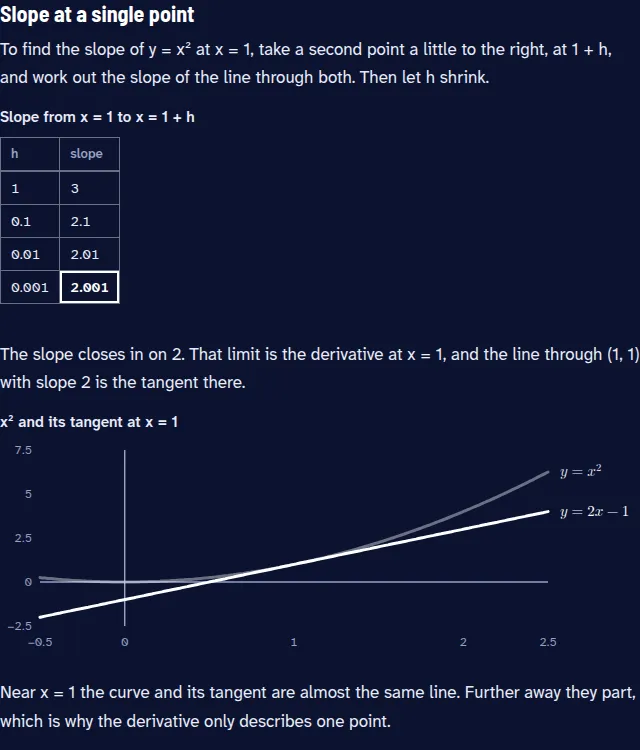 Slope at a single point
To find the slope of y = x² at x = 1, take a second point a little to the right, at 1 + h,
and work out the slope of the line through both. Then let h shrink.
Slope from x = 1 to x = 1 + h
h slope
1 3
0.1 2.1
0.01 2.01
0.001 2.001
The slope closes in on 2. That limit is the derivative at x = 1, and the line through (1, 1)
with slope 2 is the tangent there.
x² and its tangent at x = 1
7.5
5
2.5
0
−2.5
y = x²
y = 2x − 1
−0.5 0 1 2 2.5
Near x = 1 the curve and its tangent are almost the same line. Further away they part,
which is why the derivative only describes one point.